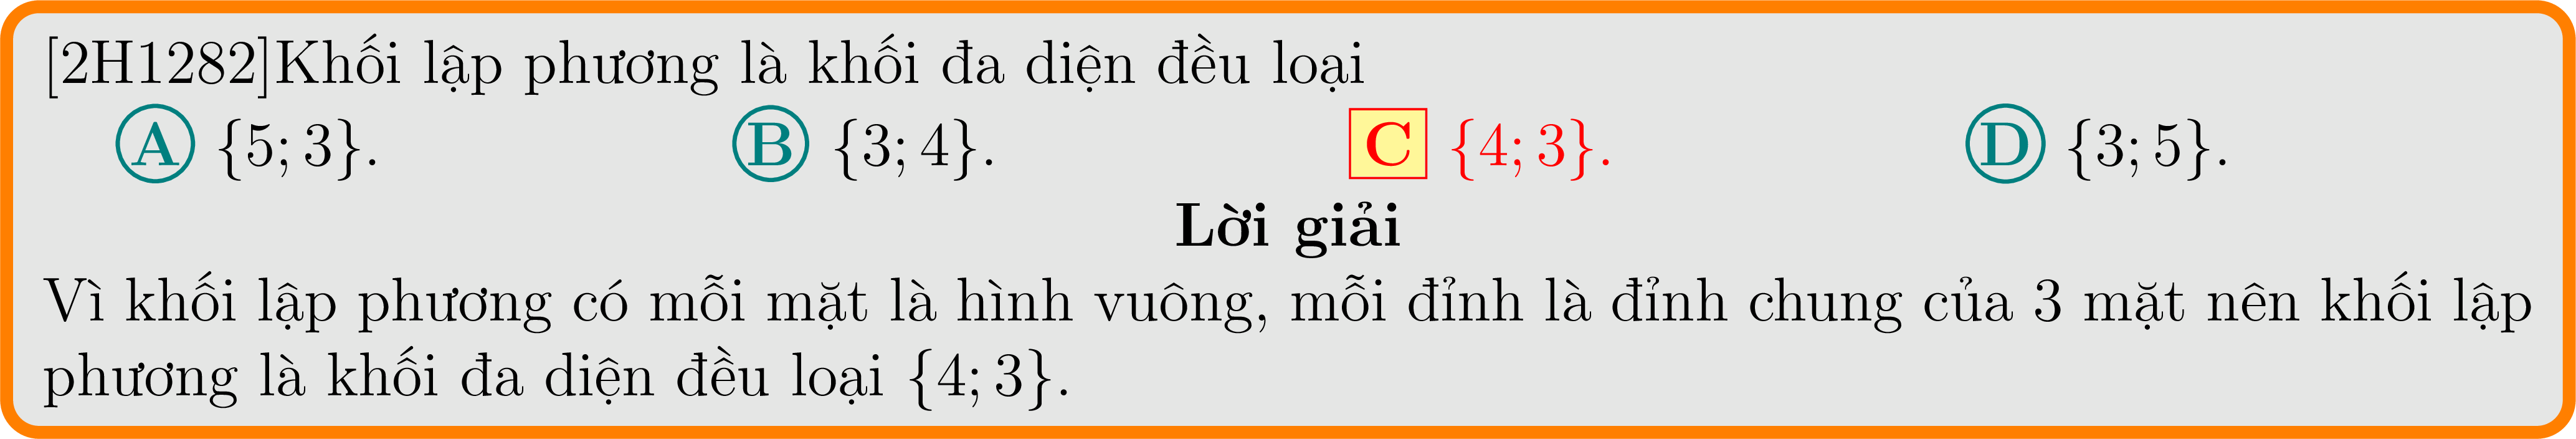 [2H1282]Khối lập phương là khối đa diện đều loại
A {5; 3}. B {3; 4}. C {4; 3}. D {3; 5}.
Lời giải
Vì khối lập phương có mỗi mặt là hình vuông, mỗi đỉnh là đỉnh chung của 3 mặt nên khối lập
phương là khối đa diện đều loại {4; 3}.